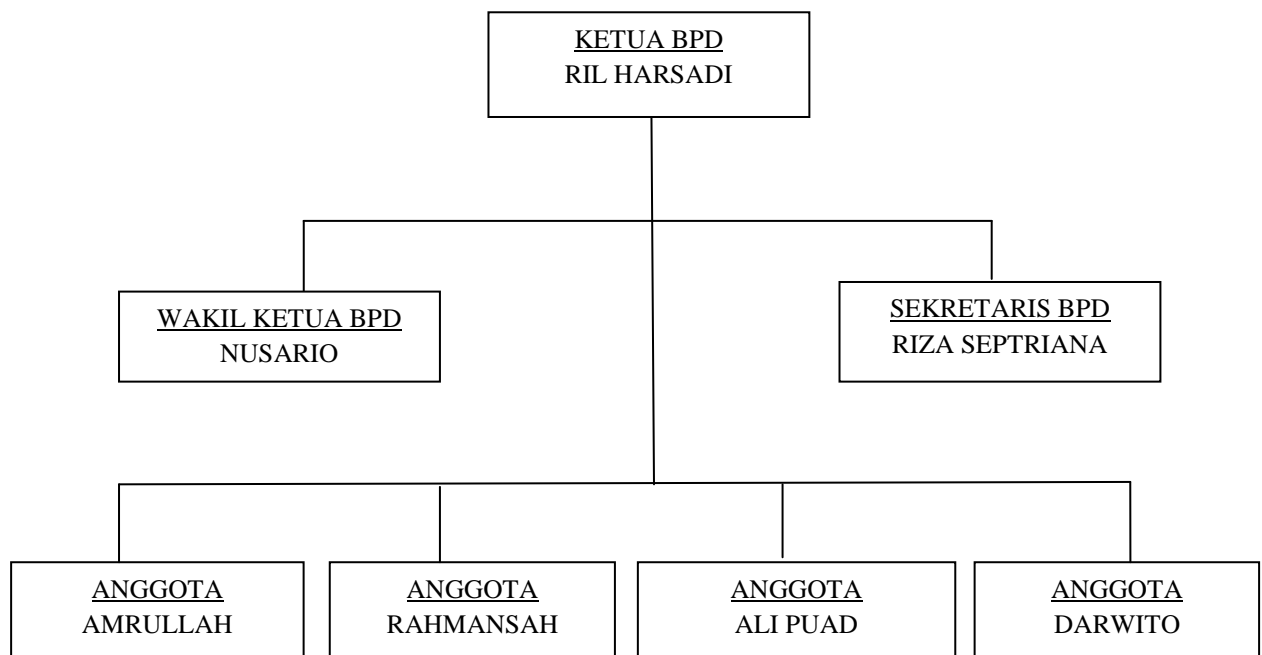 KETUA BPD
RIL HARSADI
WAKIL KETUA BPD
NUSARIO
SEKRETARIS BPD
RIZA SEPTRIANA
ANGGOTA
AMRULLAH
ANGGOTA
RAHMANSAH
ANGGOTA
ALI PUAD
ANGGOTA
DARWITO